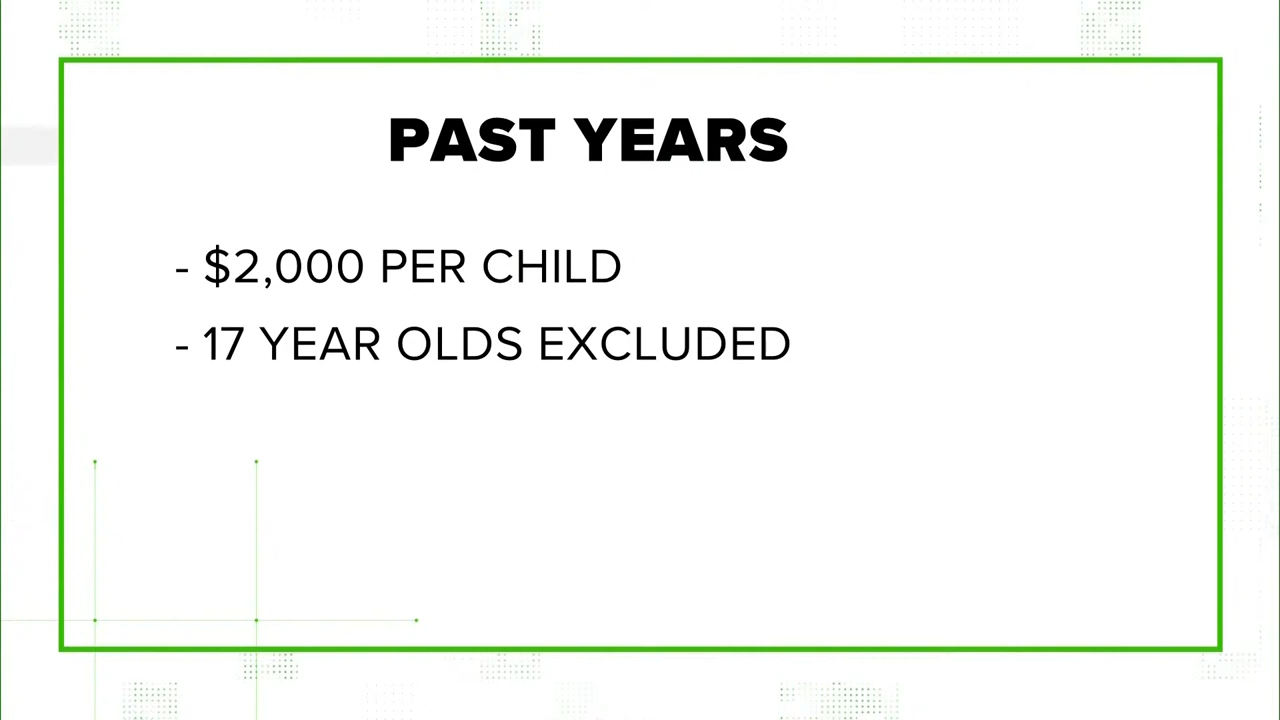 PAST YEARS
- $2,000 PER CHILD
- 17 YEAR OLDS EXCLUDED